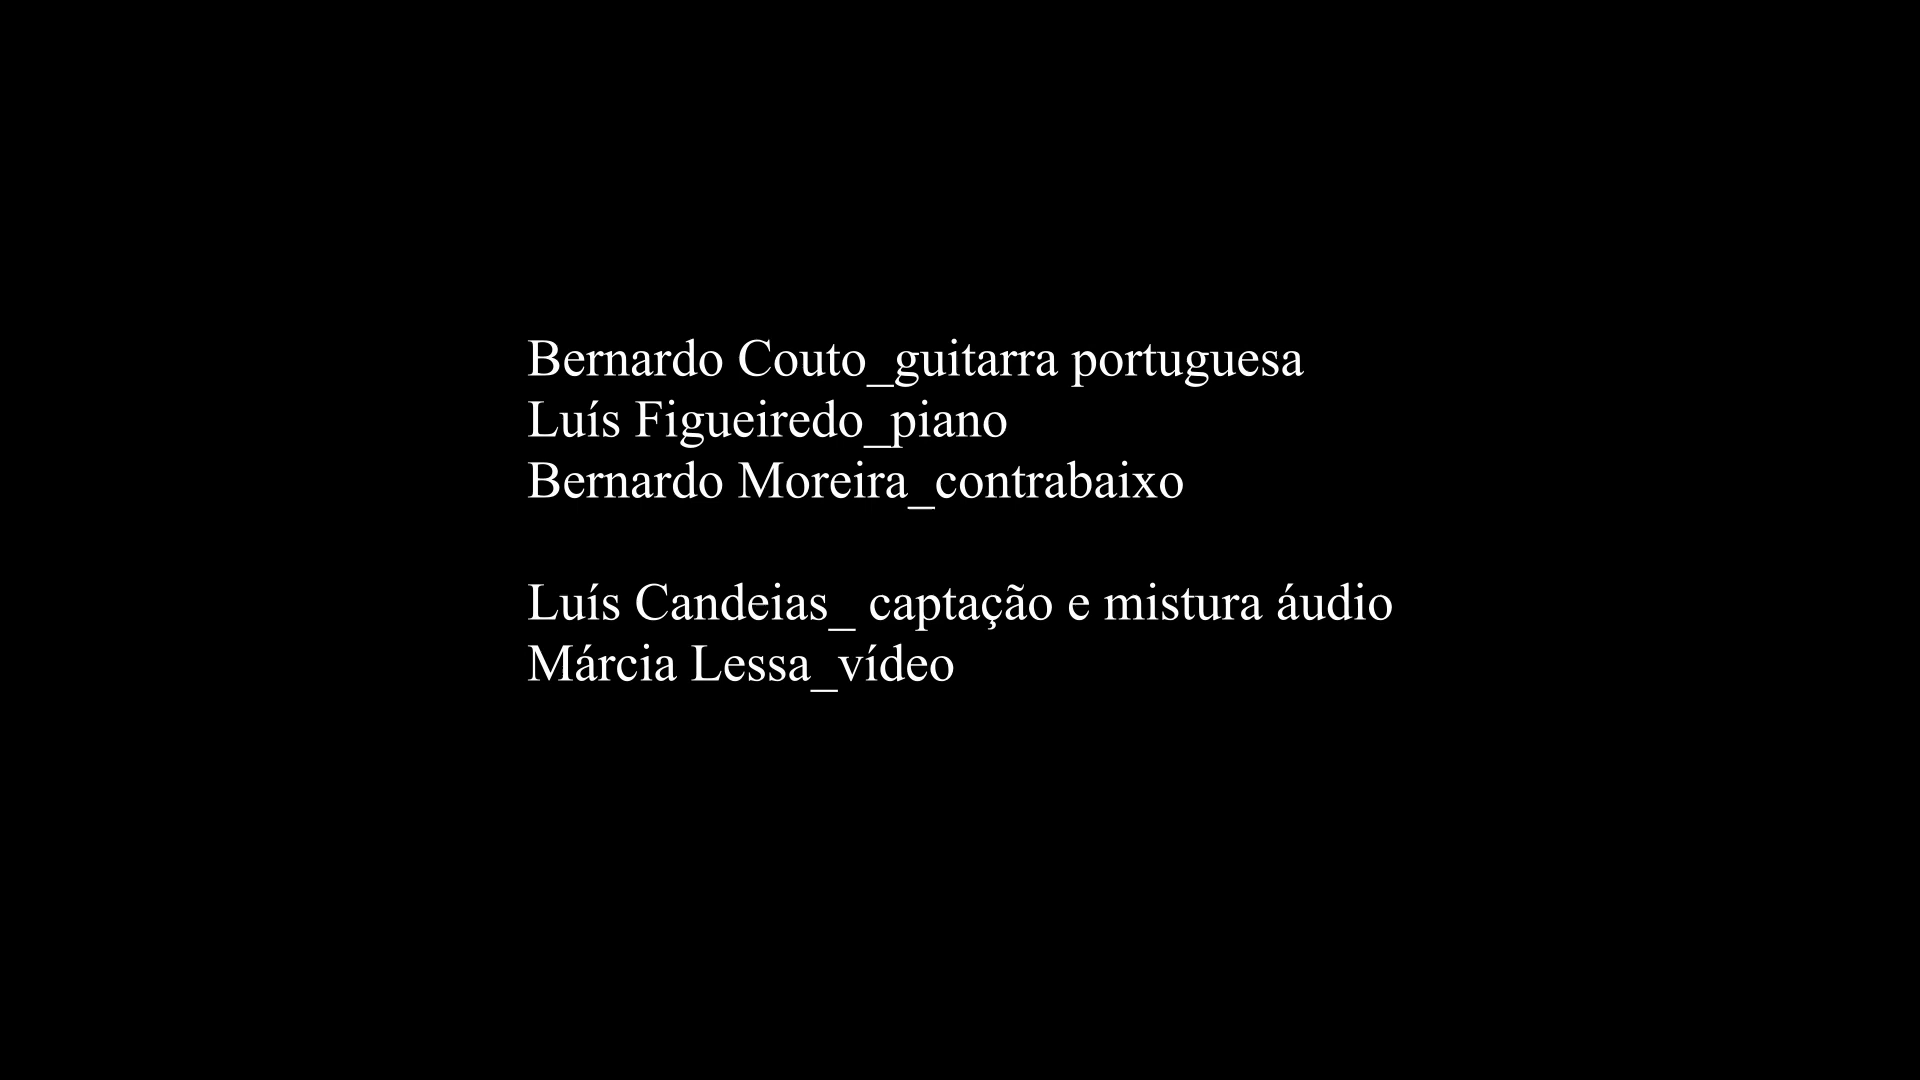 Bernardo Couto_guitarra portuguesa
Luís Figueiredo_piano
Bernardo Moreira_contrabaixo
Luís Candeias_ captação e mistura áudio
Márcia Lessa_vídeo